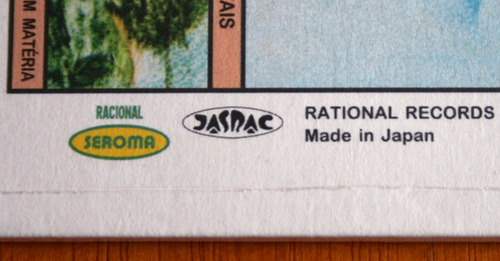 M MATÉRIA
AIS
RACIONAL
SEROMA
JASRAC
RATIONAL RECORDS
Made in Japan